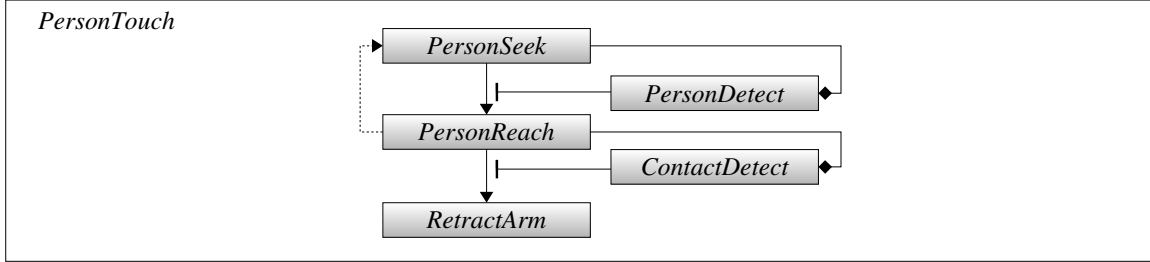 PersonTouch
PersonSeek
PersonDetect
PersonReach
ContactDetect
RetractArm